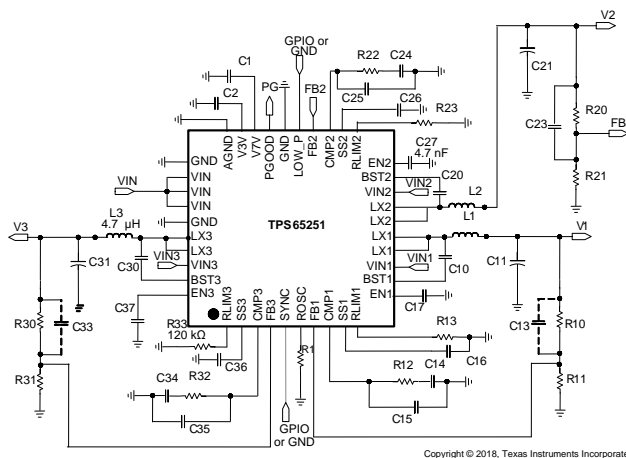 GPIO or
GND
V2
C1
R22
C24
C21
C2
PG
FB2
C25
C26
R23
R20
C23
FB
R21
AGND
V3V
V7V
PGOOD
GND
LOW_P
FB2
CMP2
SS2
RLIM2
C27
4.7 nF
GND
EN2
VIN
BST2
C20
VIN
VIN
VIN2
VIN2
L2
VIN
LX2
GND
LX2
L1
TPS65251
V3
L3
4.7 µH
LX3
LX1
V1
LX3
LX1
C31
C30
VIN3
VIN3
VIN1
VIN1
C10
C11
BST3
BST1
EN3
EN1
C17
C37
RLIM3
SS3
CMP3
FB3
SYNC
ROSC
FB1
CMP1
SS1
RLIM1
R30
C33
R33
120 kΩ
R13
C13
R10
C36
R1
C16
R31
C34
R32
R12
C14
R11
C35
C15
GPIO
or GND
Copyright © 2018, Texas Instruments Incorporate